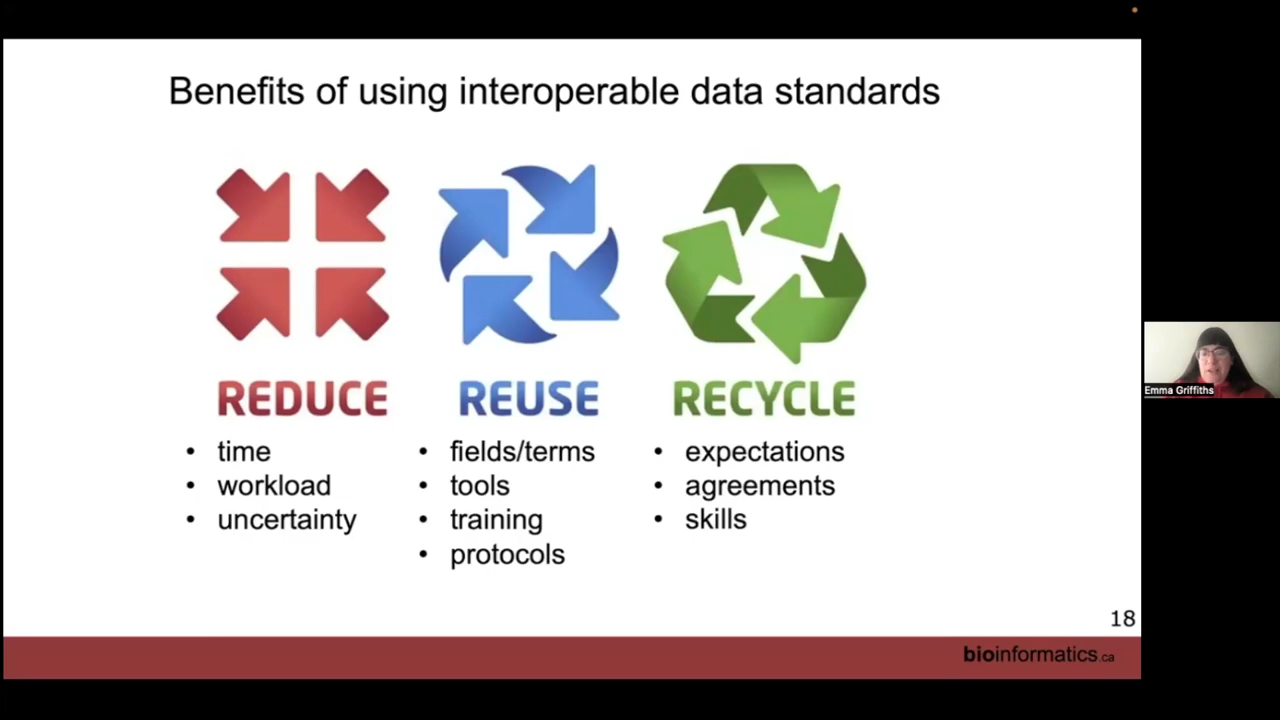 Benefits of using interoperable data standards
REDUCE
• time
• workload
• uncertainty
REUSE
• fields/terms
• tools
• training
• protocols
RECYCLE
• expectations
• agreements
• skills
18
bioinformatics.ca
Emma Griffiths